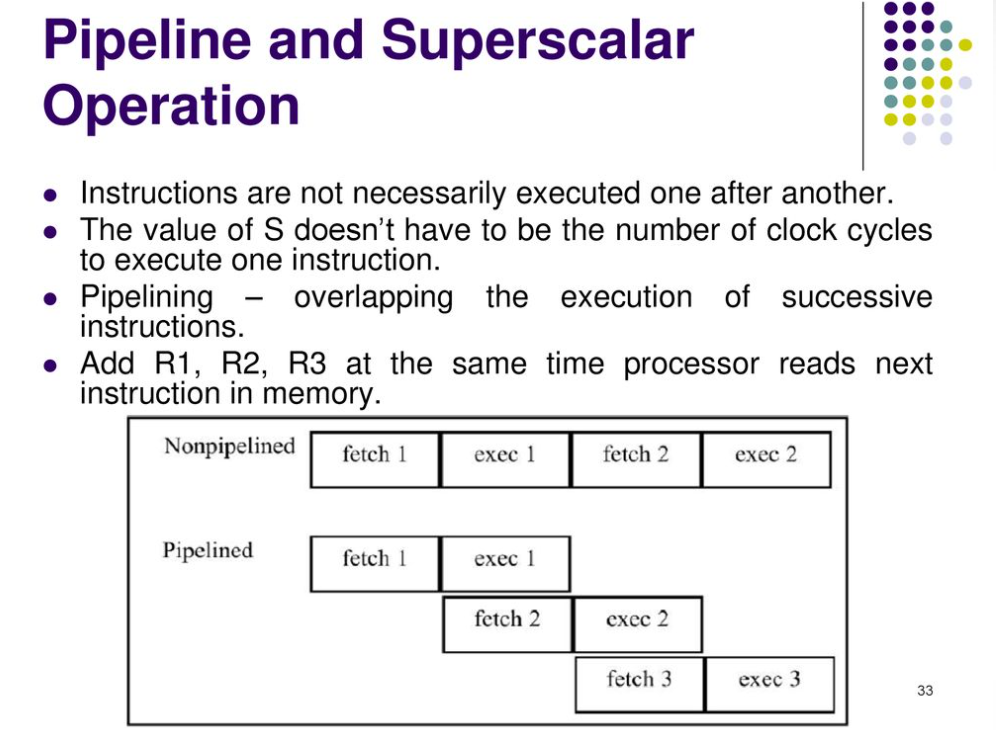 Pipeline and Superscalar
Operation
● Instructions are not necessarily executed one after another.
● The value of S doesn’t have to be the number of clock cycles
to execute one instruction.
● Pipelining – overlapping the execution of successive
instructions.
● Add R1, R2, R3 at the same time processor reads next
instruction in memory.
Nonpipelined fetch 1 exec 1 fetch 2 exec 2
Pipelined fetch 1 exec 1
fetch 2 exec 2
fetch 3 exec 3
33